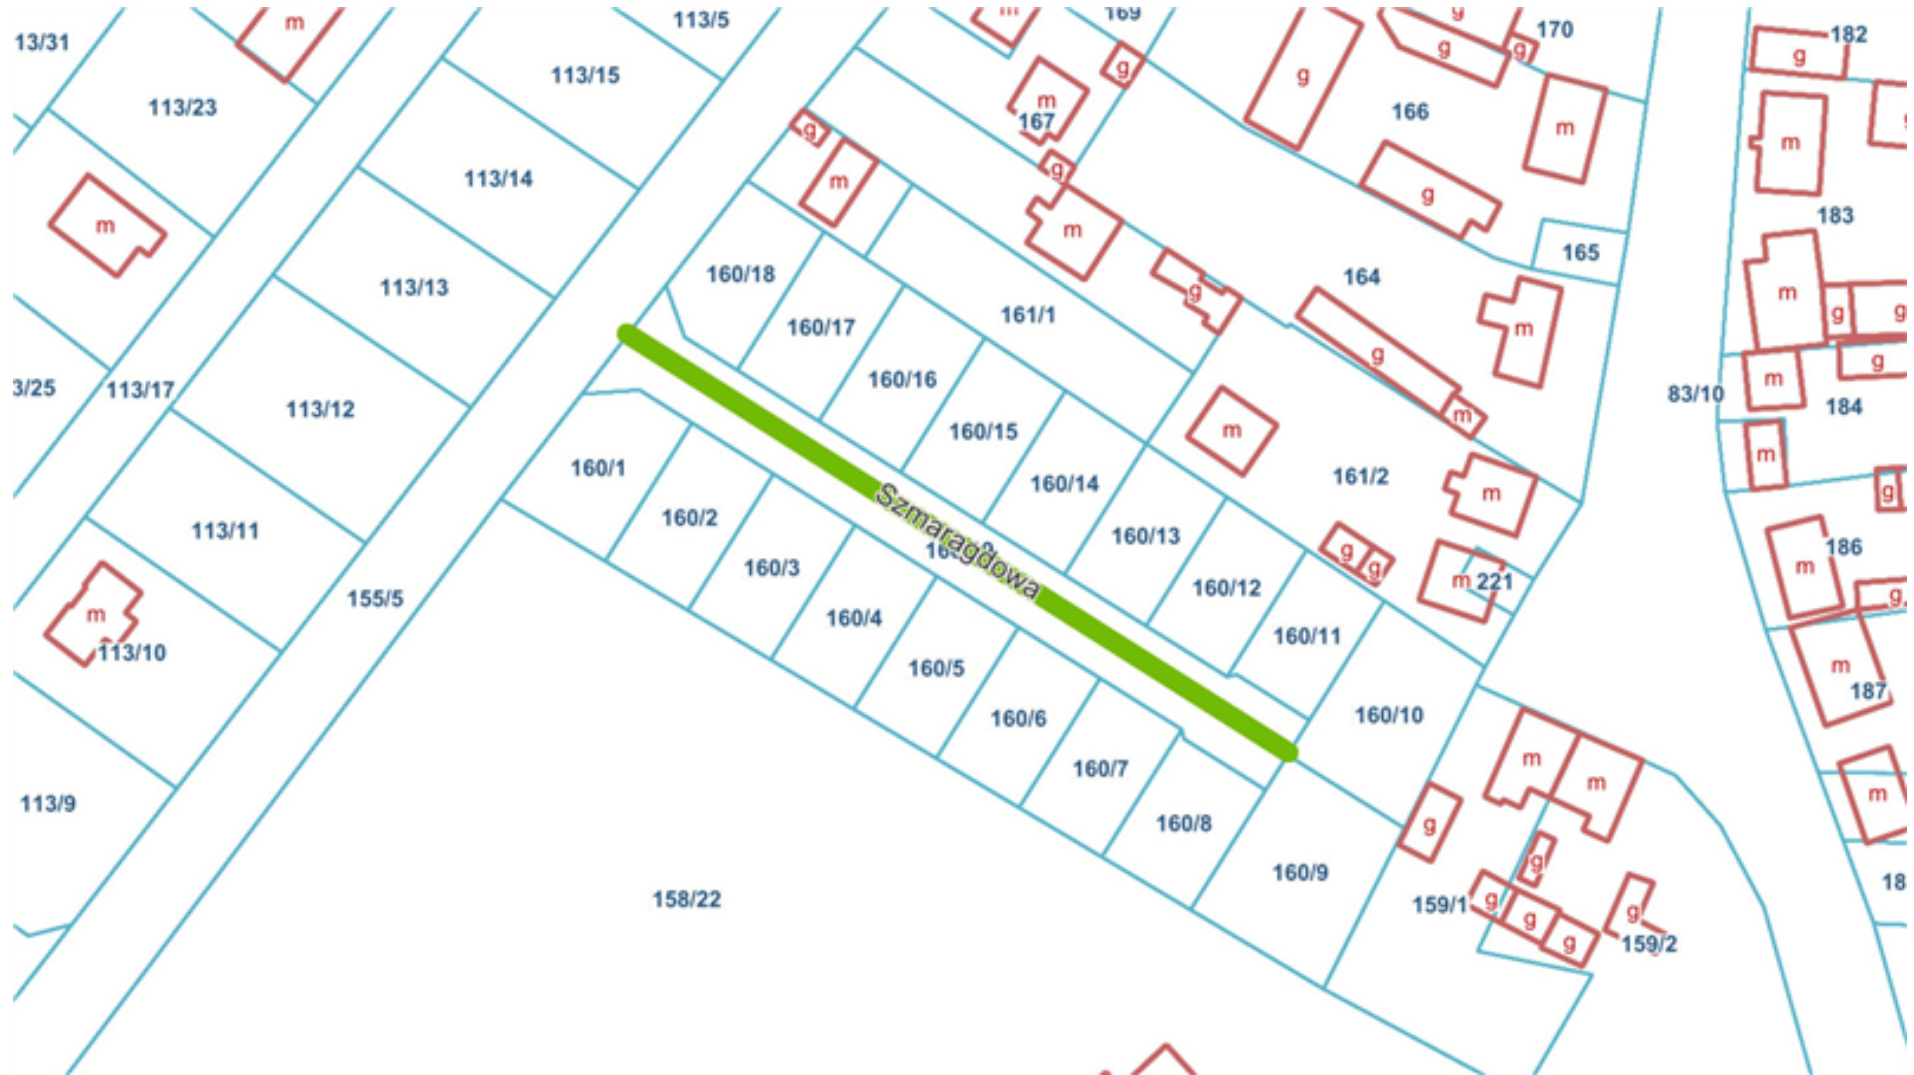 113/5
169
170
182
13/31
113/15
113/23
166
167
113/14
183
165
160/18
164
113/13
161/1
160/17
160/16
3/25
113/17
83/10
113/12
184
160/15
160/1
161/2
160/14
160/2
113/11
160/13
186
160/3
221
Szmaragdowa
160/12
155/5
160/4
160/11
113/10
160/5
187
160/6
160/10
160/7
113/9
160/8
160/9
18
158/22
159/1
159/2
m
g
m
g
m
g
g
g
g
m
m
g
m
g
m
g
m
m
g
m
m
g
g
m
g
g
m
g
m
m
m
m
m
g
g
g
m
m
g
m
m
m
m
m
g
g
g
g
g
g